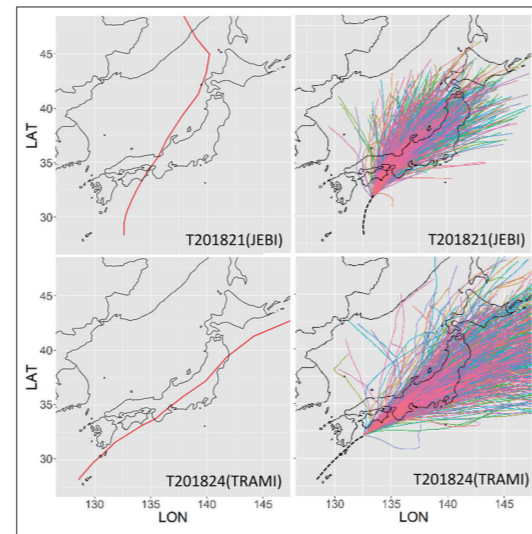 45
40
35
30
LAT
T201821(JEBI)
T201821(JEBI)
45
40
35
30
LAT
T201824(TRAMI)
T201824(TRAMI)
130 135 140 145
130 135 140 145
LON
LON